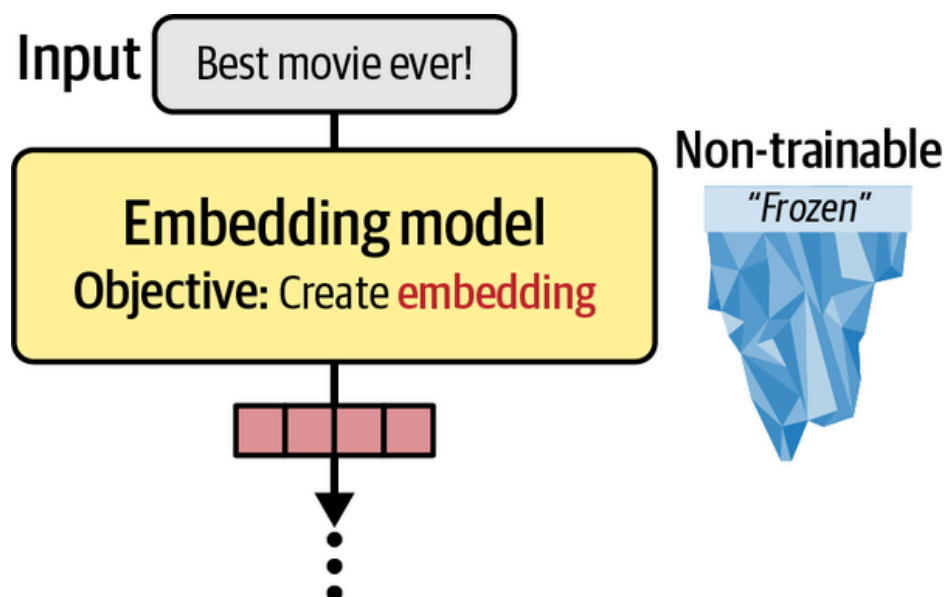 Input
Best movie ever!
Non-trainable
“Frozen”
Embedding model
Objective: Create embedding